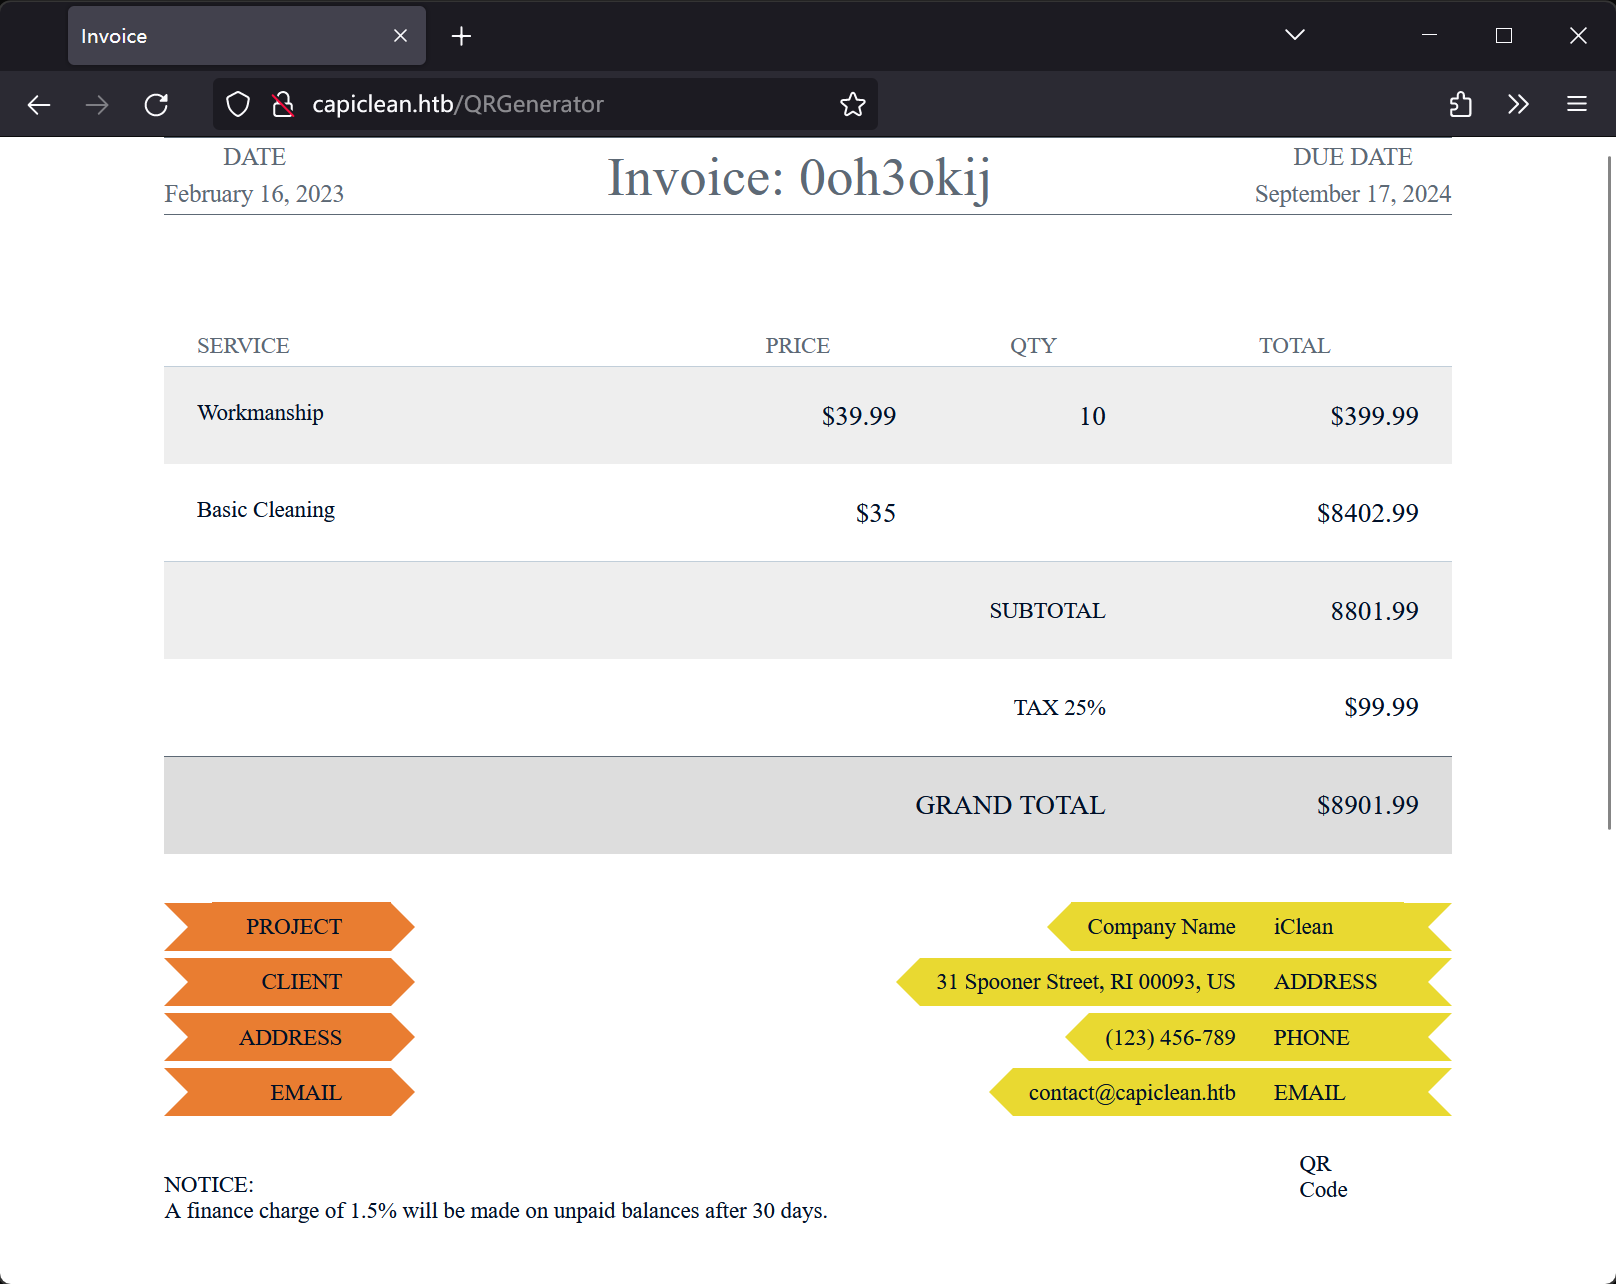 Invoice
capiclean.htb/QRGenerator
DATE
February 16, 2023
Invoice: 0oh3okij
DUE DATE
September 17, 2024
SERVICE PRICE QTY TOTAL
Workmanship $39.99 10 $399.99
Basic Cleaning $35 $8402.99
SUBTOTAL 8801.99
TAX 25% $99.99
GRAND TOTAL $8901.99
PROJECT
CLIENT
ADDRESS
EMAIL
Company Name iClean
31 Spooner Street, RI 00093, US ADDRESS
(123) 456-789 PHONE
contact@capiclean.htb EMAIL
QR
Code
NOTICE:
A finance charge of 1.5% will be made on unpaid balances after 30 days.